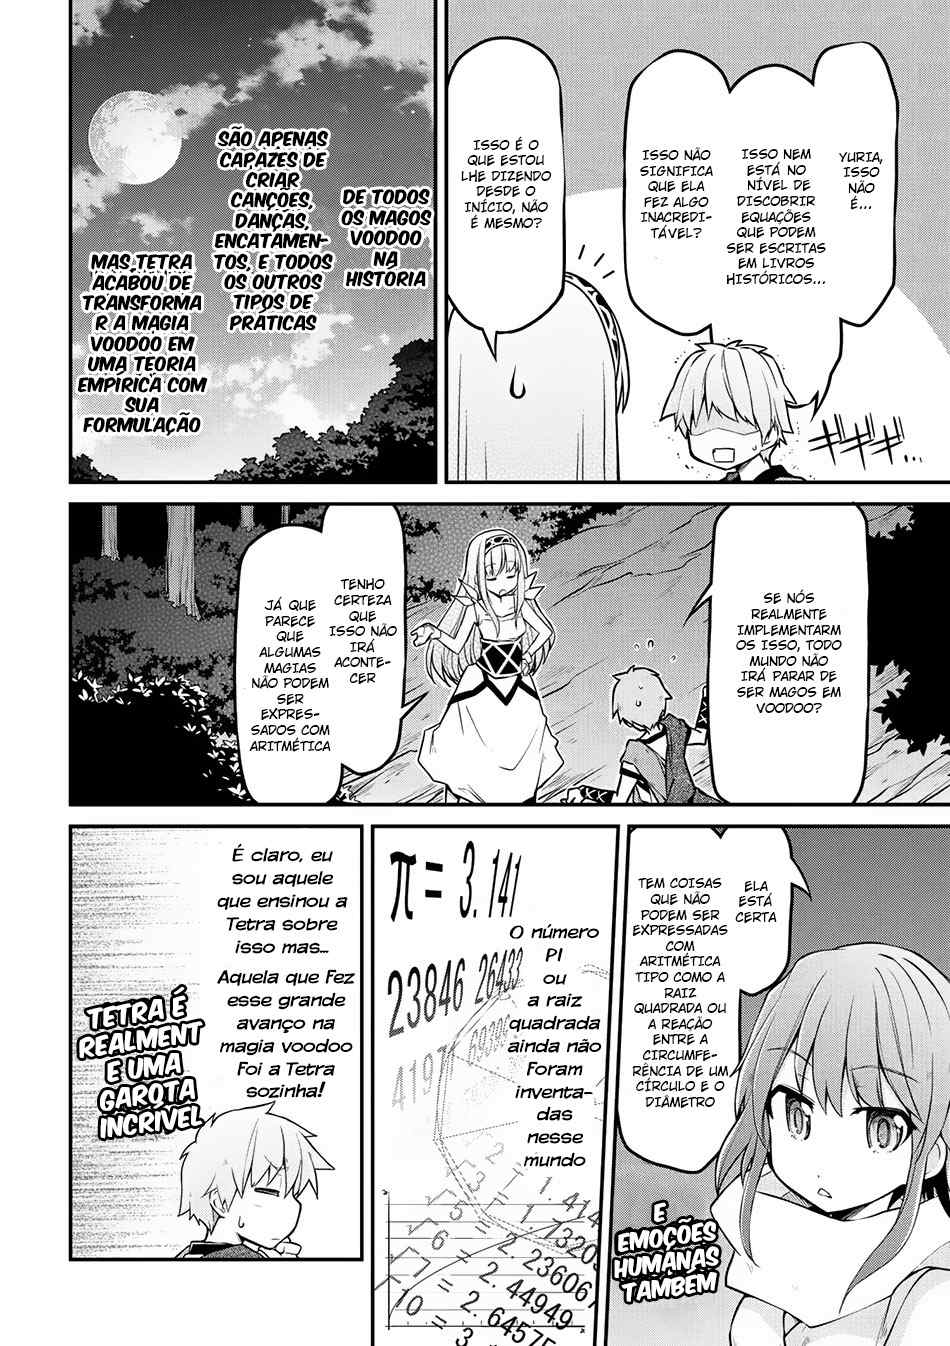 YURIA,
ISSO
NÃO
É...
ISSO NEM
ESTÁ NO
NÍVEL DE
DISCOBRIR
EQUAÇÕES
QUE PODEM
SER ESCRITAS
EM LIVROS
HISTÓRICOS...
ISSO NÃO
SIGNIFICA
QUE ELA
FEZ ALGO
INACREDI-
TÁVEL?
ISSO É O
QUE ESTOU
LHE DIZENDO
DESDE O
INÍCIO, NÃO
É MESMO?
DE TODOS
OS MAGOS
VOODOO
NA
HISTÓRIA
SÃO APENAS
CAPAZES DE
CRIAR
CANÇÕES,
DANÇAS,
ENCATAMEN-
TOS, E TODOS
OS OUTROS
TIPOS DE
PRÁTICAS
MAS TETRA
ACABOU DE
TRANSFORMA
R A MAGIA
VOODOO EM
UMA TEORIA
EMPÍRICA COM
SUA
FORMULAÇÃO
SE NÓS
REALMENTE
IMPLEMENTARM
OS ISSO, TODO
MUNDO NÃO
IRÁ PARAR DE
SER MAGOS EM
VOODOO?
TENHO
CERTEZA
QUE
ISSO NÃO
IRÁ
ACONTE-
CER
JÁ QUE
PARECE
QUE
ALGUMAS
MAGIAS
NÃO PODEM
SER
EXPRES-
SADOS COM
ARITMÉTICA
ELA
ESTÁ
CERTA
TEM COISAS
QUE NÃO
PODEM SER
EXPRESSADAS
COM
ARITMÉTICA
TIPO COMO A
RAIZ
QUADRADA OU
A REAÇÃO
ENTRE A
CIRCUMFE-
RÊNCIA DE UM
CÍRCULO E O
DIÂMETRO
E
EMOÇÕES
HUMANAS
TAMBÉM
π = 3.141
23846 26433
O número
PI
ou
a raiz
quadrada
ainda não
Foram
inventa-
das
nesse
mundo
É claro, eu
sou aquele
que ensinou a
Tetra sobre
isso mas...
Aquela que Fez
esse grande
avanço na
magia voodoo
Foi a Tetra
sozinha!
TETRA É
REALMENT
E UMA
GAROTA
INCRIVEL